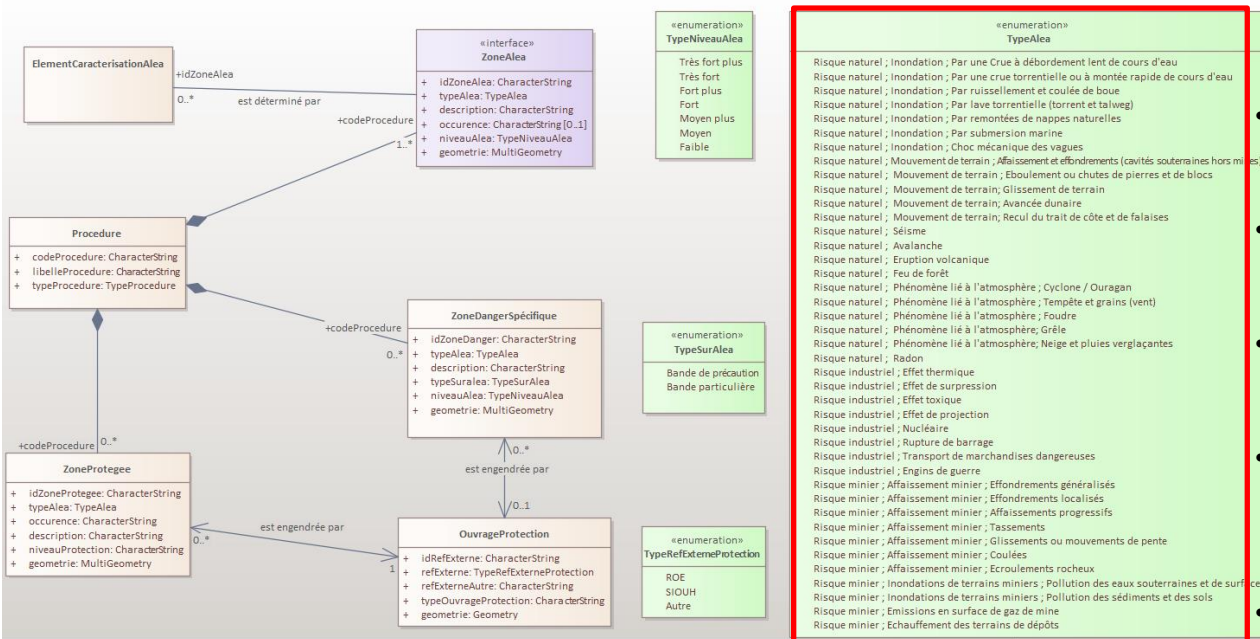 ElementCaracterisationAlea
+idZoneAlea
0..*
est déterminé par
«interface»
ZoneAlea
+ idZoneAlea: CharacterString
+ typeAlea: TypeAlea
+ description: CharacterString
+ occurence: CharacterString [0..1]
+ niveauAlea: TypeNiveauAlea
+ geometrie: MultiGeometry
+codeProcedure
1..*
Procedure
+ codeProcedure: CharacterString
+ libelleProcedure: CharacterString
+ typeProcedure: TypeProcedure
+codeProcedure
0..*
ZoneDangerSpécifique
+ idZoneDanger: CharacterString
+ typeAlea: TypeAlea
+ description: CharacterString
+ typeSuralea: TypeSurAlea
+ niveauAlea: TypeNiveauAlea
+ geometrie: MultiGeometry
0..*
est engendrée par
0..1
+codeProcedure
0..*
ZoneProtegee
+ idZoneProtegee: CharacterString
+ typeAlea: TypeAlea
+ occurence: CharacterString
+ description: CharacterString
+ niveauProtection: CharacterString
+ geometrie: MultiGeometry
0..*
est engendrée par
1
OuvrageProtection
+ idRefExterne: CharacterString
+ refExterne: TypeRefExterneProtection
+ refExterneAutre: CharacterString
+ typeOuvrageProtection: CharacterString
+ geometrie: Geometry
«enumeration»
TypeNiveauAlea
Très fort plus
Très fort
Fort plus
Fort
Moyen plus
Moyen
Faible
«enumeration»
TypeSurAlea
Bande de précaution
Bande particulière
«enumeration»
TypeRefExterneProtection
ROE
SIOUH
Autre
«enumeration»
TypeAlea
Risque naturel ; Inondation ; Par une Crue à débordement lent de cours d'eau
Risque naturel ; Inondation ; Par une crue torrentielle ou à montée rapide de cours d'eau
Risque naturel ; Inondation ; Par ruissellement et coulée de boue
Risque naturel ; Inondation ; Par lave torrentielle (torrent et talweg)
Risque naturel ; Inondation ; Par remontées de nappes naturelles
Risque naturel ; Inondation ; Par submersion marine
Risque naturel ; Inondation ; Choc mécanique des vagues
Risque naturel ; Mouvement de terrain ; Affaissement et effondrements (cavités souterraines hors mines)
Risque naturel ; Mouvement de terrain ; Eboulement ou chutes de pierres et de blocs
Risque naturel ; Mouvement de terrain; Glissement de terrain
Risque naturel ; Mouvement de terrain; Avancée dunaire
Risque naturel ; Mouvement de terrain; Recul du trait de côte et de falaises
Risque naturel ; Séisme
Risque naturel ; Avalanche
Risque naturel ; Eruption volcanique
Risque naturel ; Feu de forêt
Risque naturel ; Phénomène lié à l'atmosphère ; Cyclone / Ouragan
Risque naturel ; Phénomène lié à l'atmosphère ; Tempête et grains (vent)
Risque naturel ; Phénomène lié à l'atmosphère ; Foudre
Risque naturel ; Phénomène lié à l'atmosphère; Grêle
Risque naturel ; Phénomène lié à l'atmosphère; Neige et pluies verglaçantes
Risque naturel ; Radon
Risque industriel ; Effet thermique
Risque industriel ; Effet de surpression
Risque industriel ; Effet toxique
Risque industriel ; Effet de projection
Risque industriel ; Nucléaire
Risque industriel ; Rupture de barrage
Risque industriel ; Transport de marchandises dangereuses
Risque industriel ; Engins de guerre
Risque minier ; Affaissement minier ; Effondrements généralisés
Risque minier ; Affaissement minier ; Effondrements localisés
Risque minier ; Affaissement minier ; Affaissements progressifs
Risque minier ; Affaissement minier ; Tassements
Risque minier ; Affaissement minier ; Glissements ou mouvements de pente
Risque minier ; Affaissement minier ; Coulées
Risque minier ; Affaissement minier ; Ecroulements rocheux
Risque minier ; Inondations de terrains miniers ; Pollution des eaux souterraines et de surface
Risque minier ; Inondations de terrains miniers ; Pollution des sédiments et des sols
Risque minier ; Emissions en surface de gaz de mine
Risque minier ; Echauffement des terrains de dépôts